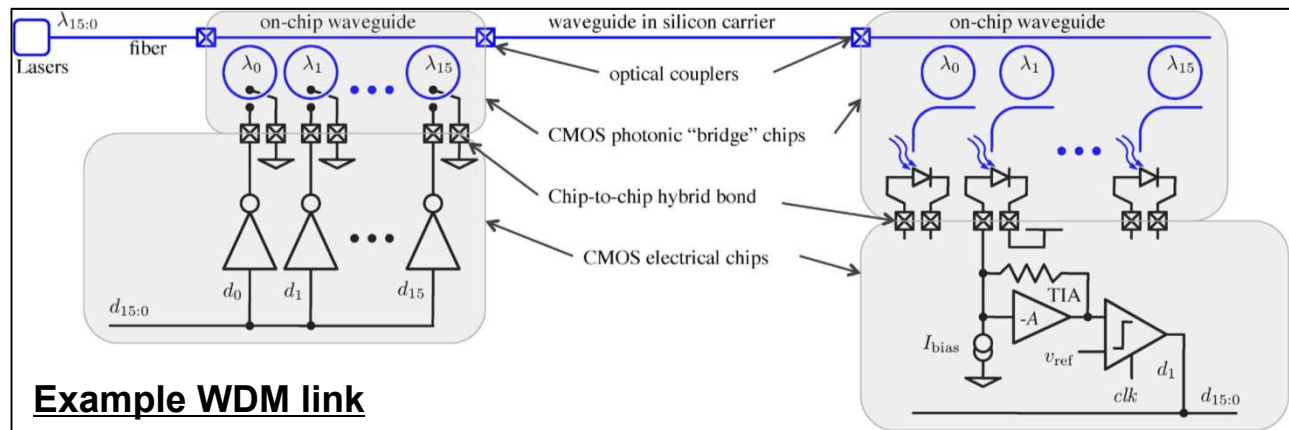 λ15:0
Lasers
fiber
on-chip waveguide
waveguide in silicon carrier
on-chip waveguide
λ0 λ1 λ15
optical couplers
λ0 λ1 λ15
CMOS photonic “bridge” chips
Chip-to-chip hybrid bond
CMOS electrical chips
d0 d1 d15
d15:0
TIA
-A
Ibias
vref
clk
d1
d15:0
Example WDM link